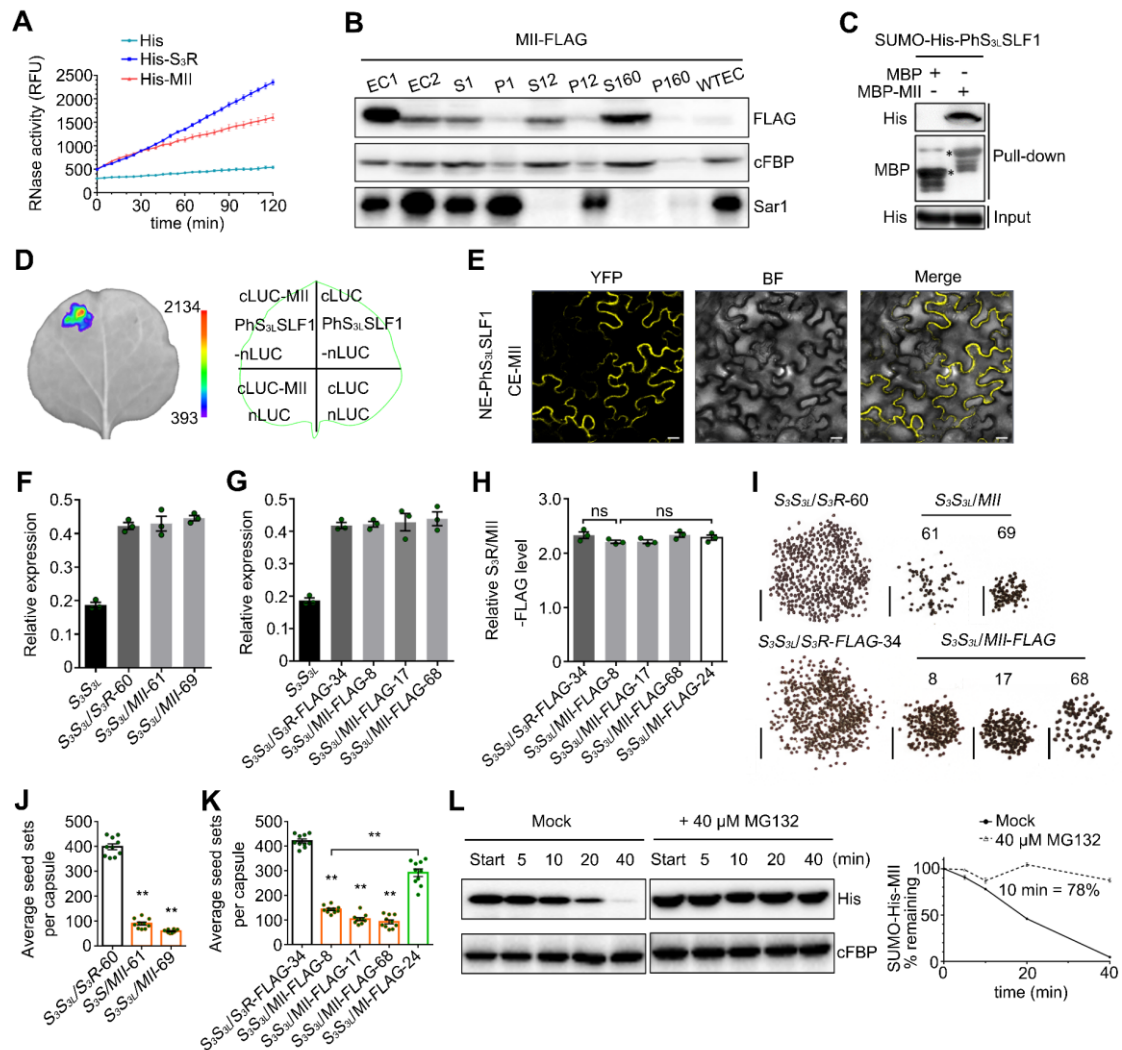 A
His
His-S3R
His-MII
RNase activity (RFU)
2500
2000
1500
1000
500
0
0 30 60 90 120
time (min)
B
MII-FLAG
EC1 EC2 S1 P1 S12 P12 S160 P160 WTEC
FLAG
cFBP
Sar1
C
SUMO-His-PhS3LSLF1
MBP + -
MBP-MII - +
His
MBP
*
*
Pull-down
His
Input
D
2134
393
cLUC-MII cLUC
PhS3LSLF1 PhS3LSLF1
-nLUC -nLUC
cLUC-MII cLUC
nLUC nLUC
E
YFP BF Merge
NE-PhS3LSLF1
CE-MII
F
Relative expression
0.5
0.4
0.3
0.2
0.1
0
S3S3L
S3S3L/S3R-60
S3S3L/MII-61
S3S3L/MII-69
G
Relative expression
0.5
0.4
0.3
0.2
0.1
0
S3S3L
S3S3L/S3R-FLAG-34
S3S3L/MII-FLAG-8
S3S3L/MII-FLAG-17
S3S3L/MII-FLAG-68
H
Relative S3R/MII
-FLAG level
3.0
2.0
1.0
0
ns ns
S3S3L/S3R-FLAG-34
S3S3L/MII-FLAG-8
S3S3L/MII-FLAG-17
S3S3L/MII-FLAG-68
S3S3L/MI-FLAG-24
I
S3S3L/S3R-60 S3S3L/MII
61 69
S3S3L/S3R-FLAG-34 S3S3L/MII-FLAG
8 17 68
J
Average seed sets
per capsule
500
400
300
200
100
0
** **
S3S3L/S3R-60
S3S/MII-61
S3S3L/MII-69
K
Average seed sets
per capsule
500
400
300
200
100
0
**
** ** **
S3S3L/S3R-FLAG-34
S3S3L/MII-FLAG-8
S3S3L/MII-FLAG-17
S3S3L/MII-FLAG-68
S3S3L/MI-FLAG-24
L
Mock + 40 µM MG132
Start 5 10 20 40 Start 5 10 20 40 (min)
His
cFBP
Mock
40 µM MG132
SUMO-His-MII
% remaining
100
50
0
10 min = 78%
0 20 40
time (min)